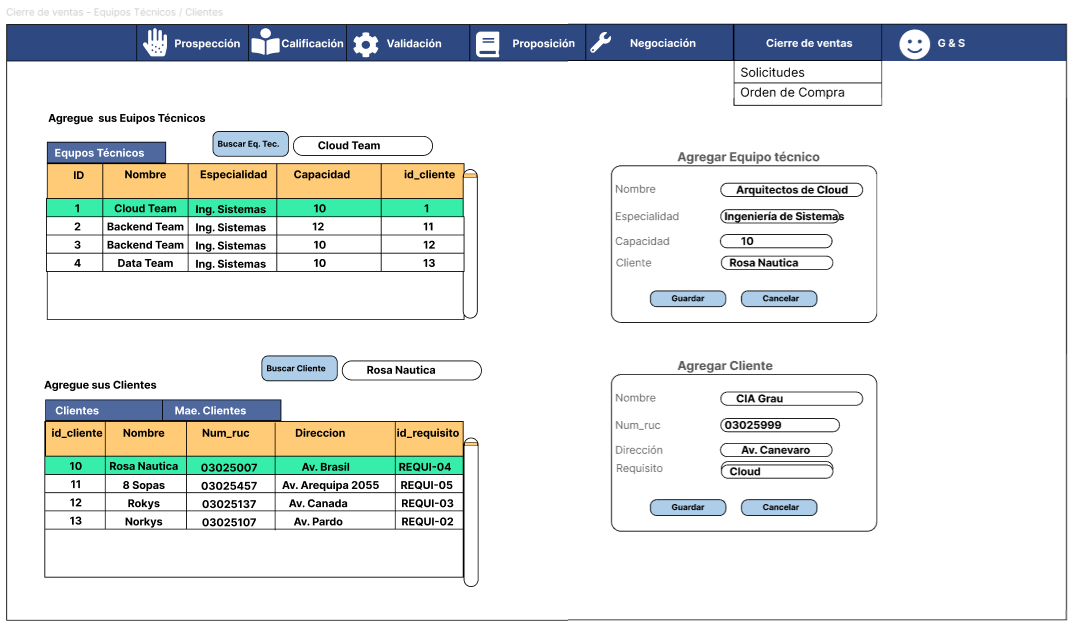 Cierre de ventas - Equipos Técnicos / Clientes
Prospección Calificación Validación Proposición Negociación Cierre de ventas G & S
Solicitudes
Orden de Compra
Agregue sus Euipos Técnicos
Buscar Eq. Tec. Cloud Team
Equpos Técnicos
ID Nombre Especialidad Capacidad id_cliente
1 Cloud Team Ing. Sistemas 10 1
2 Backend Team Ing. Sistemas 12 11
3 Backend Team Ing. Sistemas 10 12
4 Data Team Ing. Sistemas 10 13
Agregar Equipo técnico
Nombre Arquitectos de Cloud
Especialidad Ingeniería de Sistemas
Capacidad 10
Cliente Rosa Nautica
Guardar Cancelar
Buscar Cliente Rosa Nautica
Agregue sus Clientes
Clientes Mae. Clientes
id_cliente Nombre Num_ruc Direccion id_requisito
10 Rosa Nautica 03025007 Av. Brasil REQUI-04
11 8 Sopas 03025457 Av. Arequipa 2055 REQUI-05
12 Rokys 03025137 Av. Canada REQUI-03
13 Norkys 03025107 Av. Pardo REQUI-02
Agregar Cliente
Nombre CIA Grau
Num_ruc 03025999
Dirección Av. Canevaro
Requisito Cloud
Guardar Cancelar